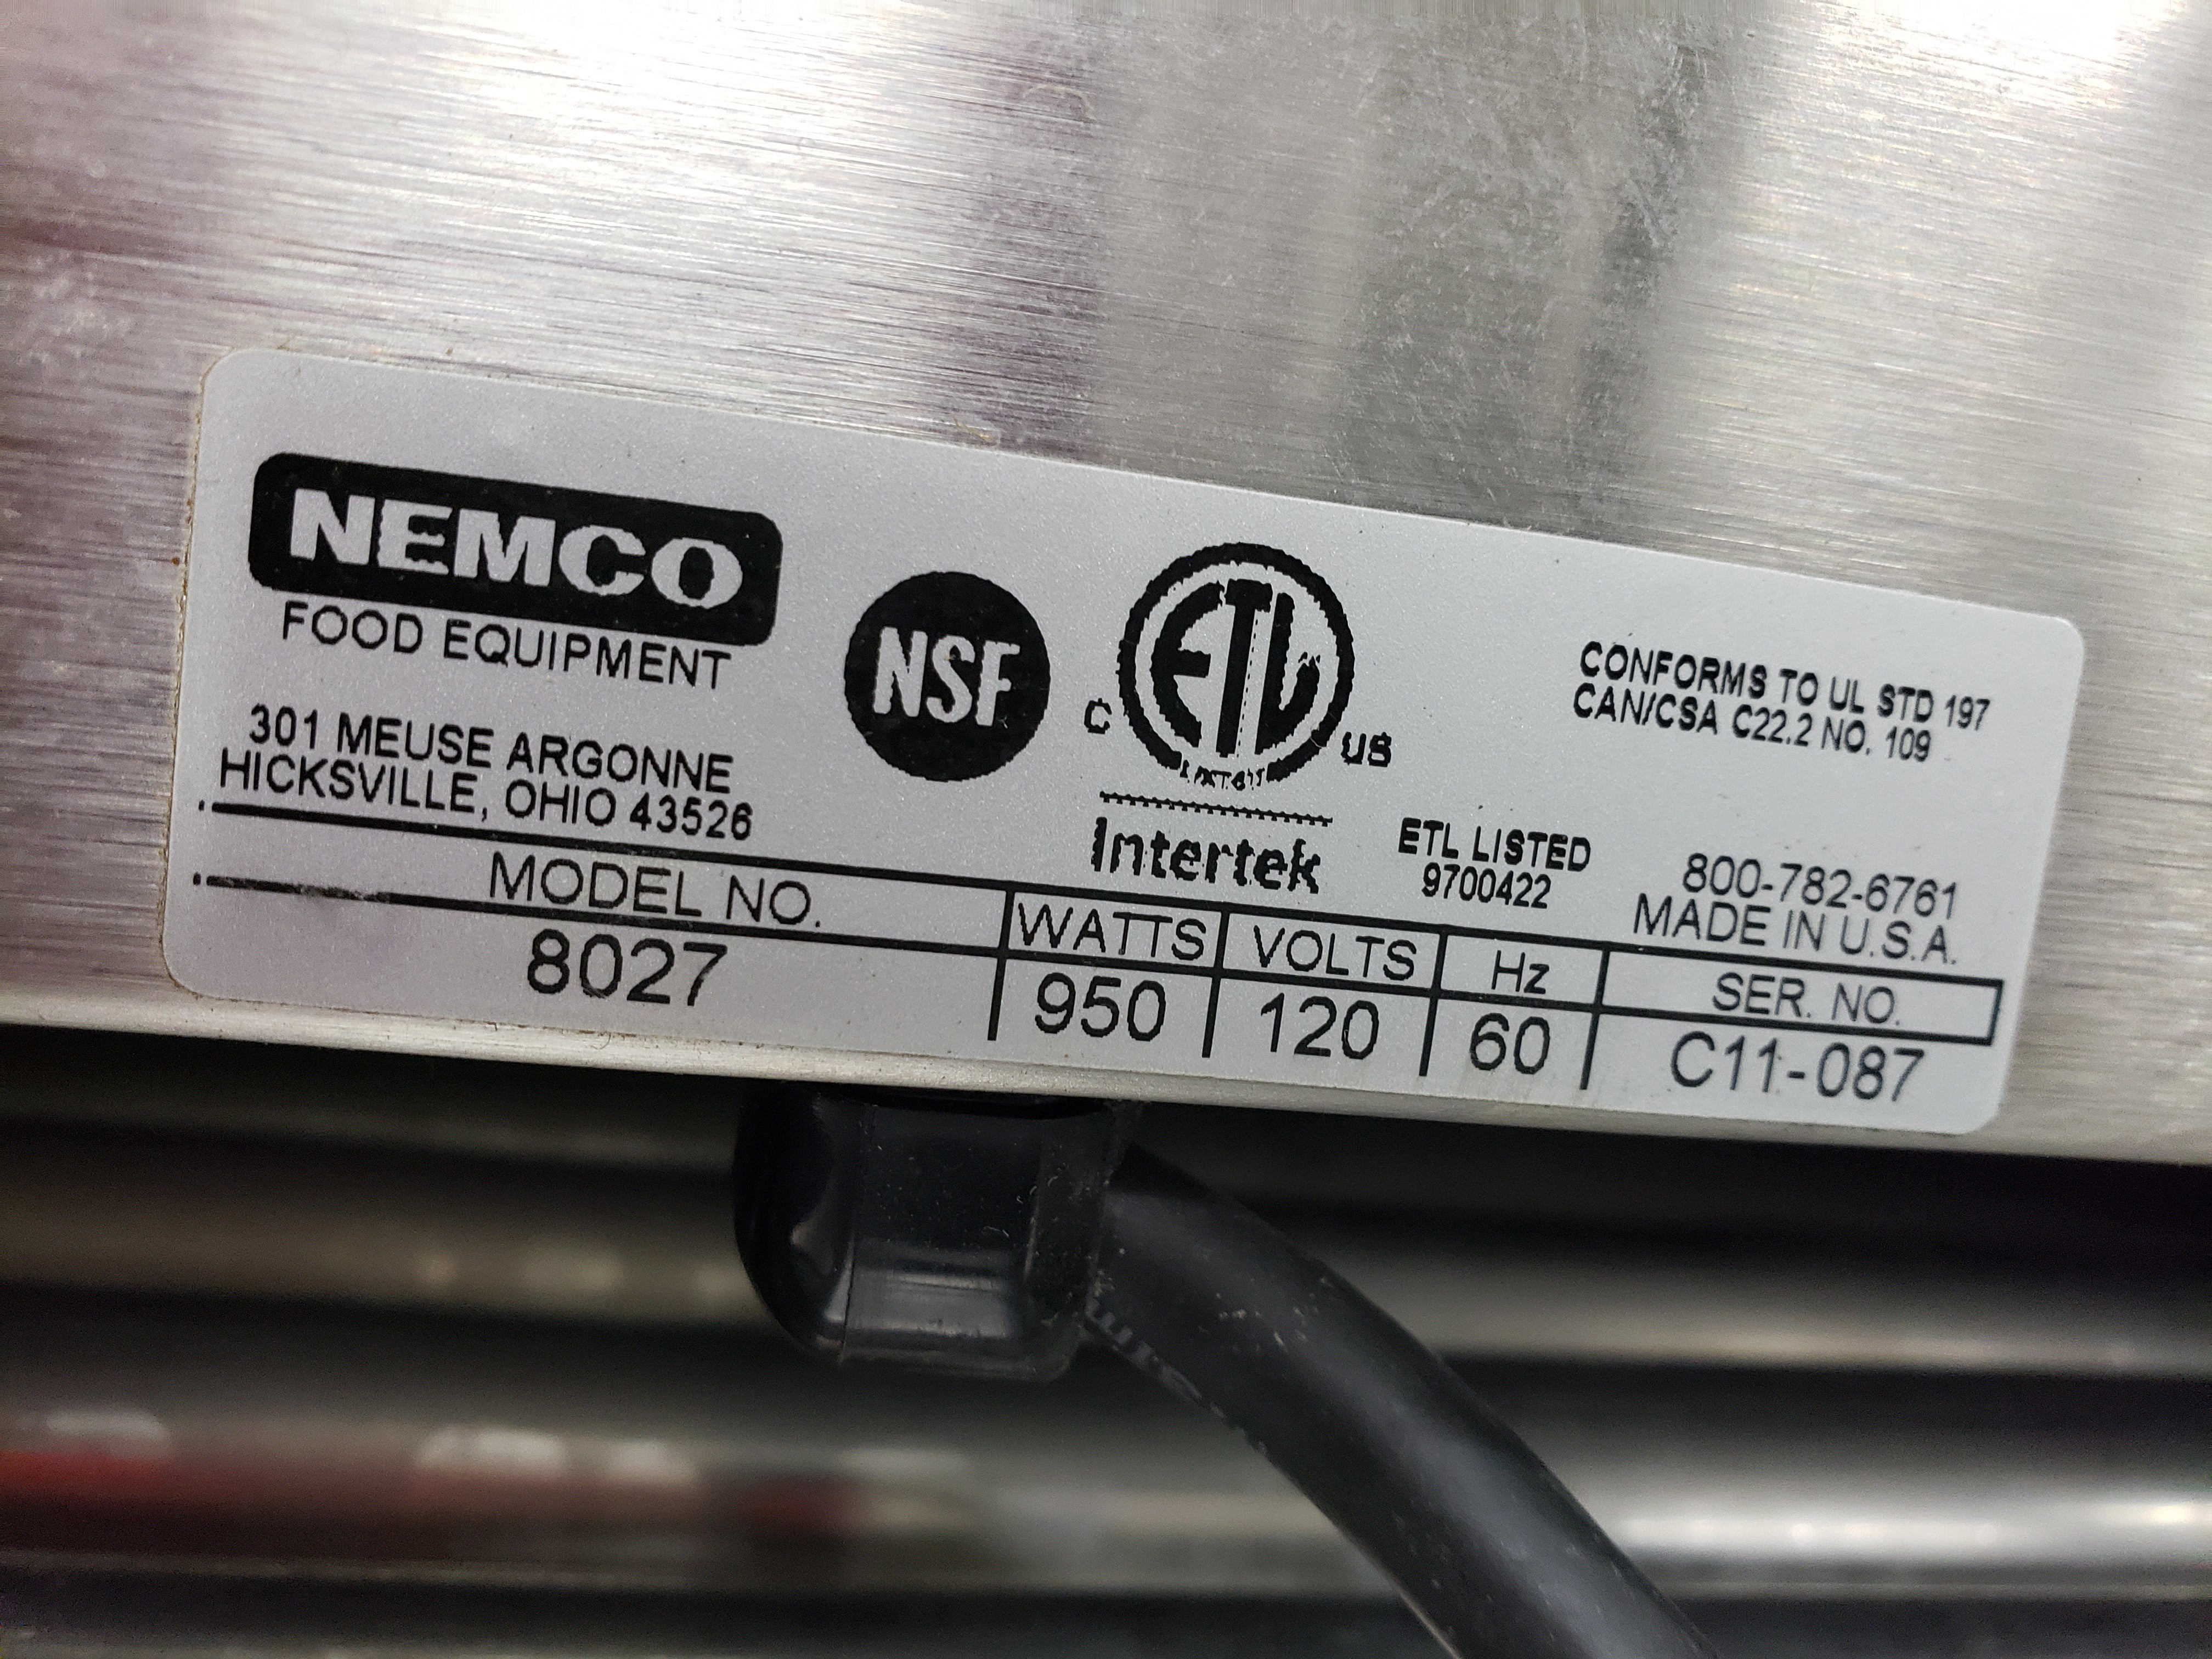 NEMCO
FOOD EQUIPMENT
301 MEUSE ARGONNE
HICKSVILLE, OHIO 43526
NSF
ETL
C
US
Intertek
ETL LISTED
9700422
CONFORMS TO UL STD 197
CAN/CSA C22.2 NO. 109
800-782-6761
MADE IN U.S.A.
MODEL NO. WATTS VOLTS Hz SER. NO.
8027 950 120 60 C11-087